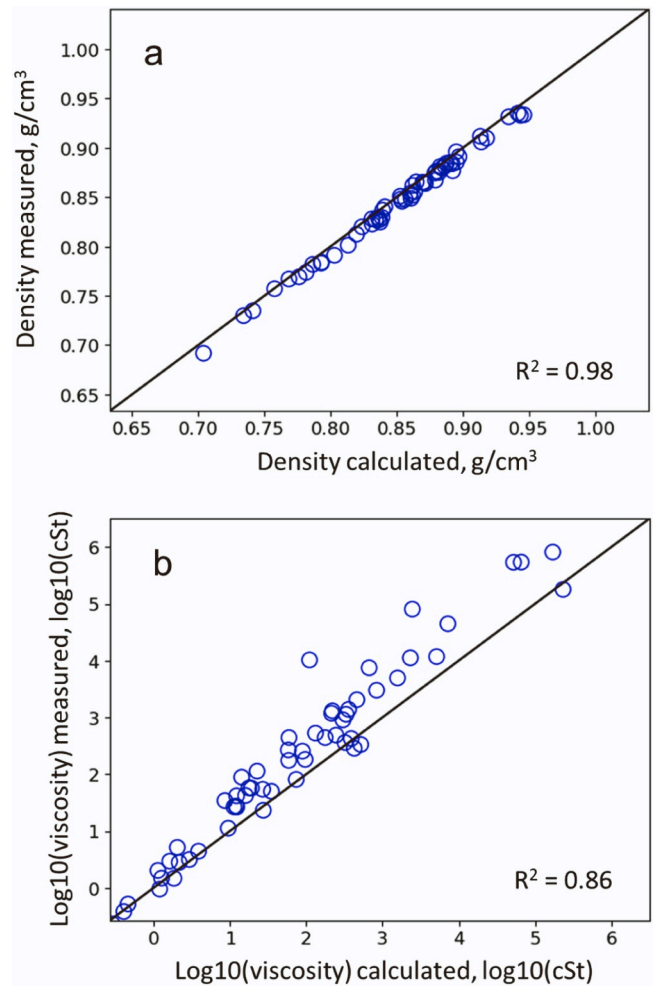 a
1.00
0.95
0.90
0.85
0.80
0.75
0.70
0.65
Density measured, g/cm³
R² = 0.98
0.65 0.70 0.75 0.80 0.85 0.90 0.95 1.00
Density calculated, g/cm³
b
6
5
4
3
2
1
0
Log10(viscosity) measured, log10(cSt)
R² = 0.86
0 1 2 3 4 5 6
Log10(viscosity) calculated, log10(cSt)